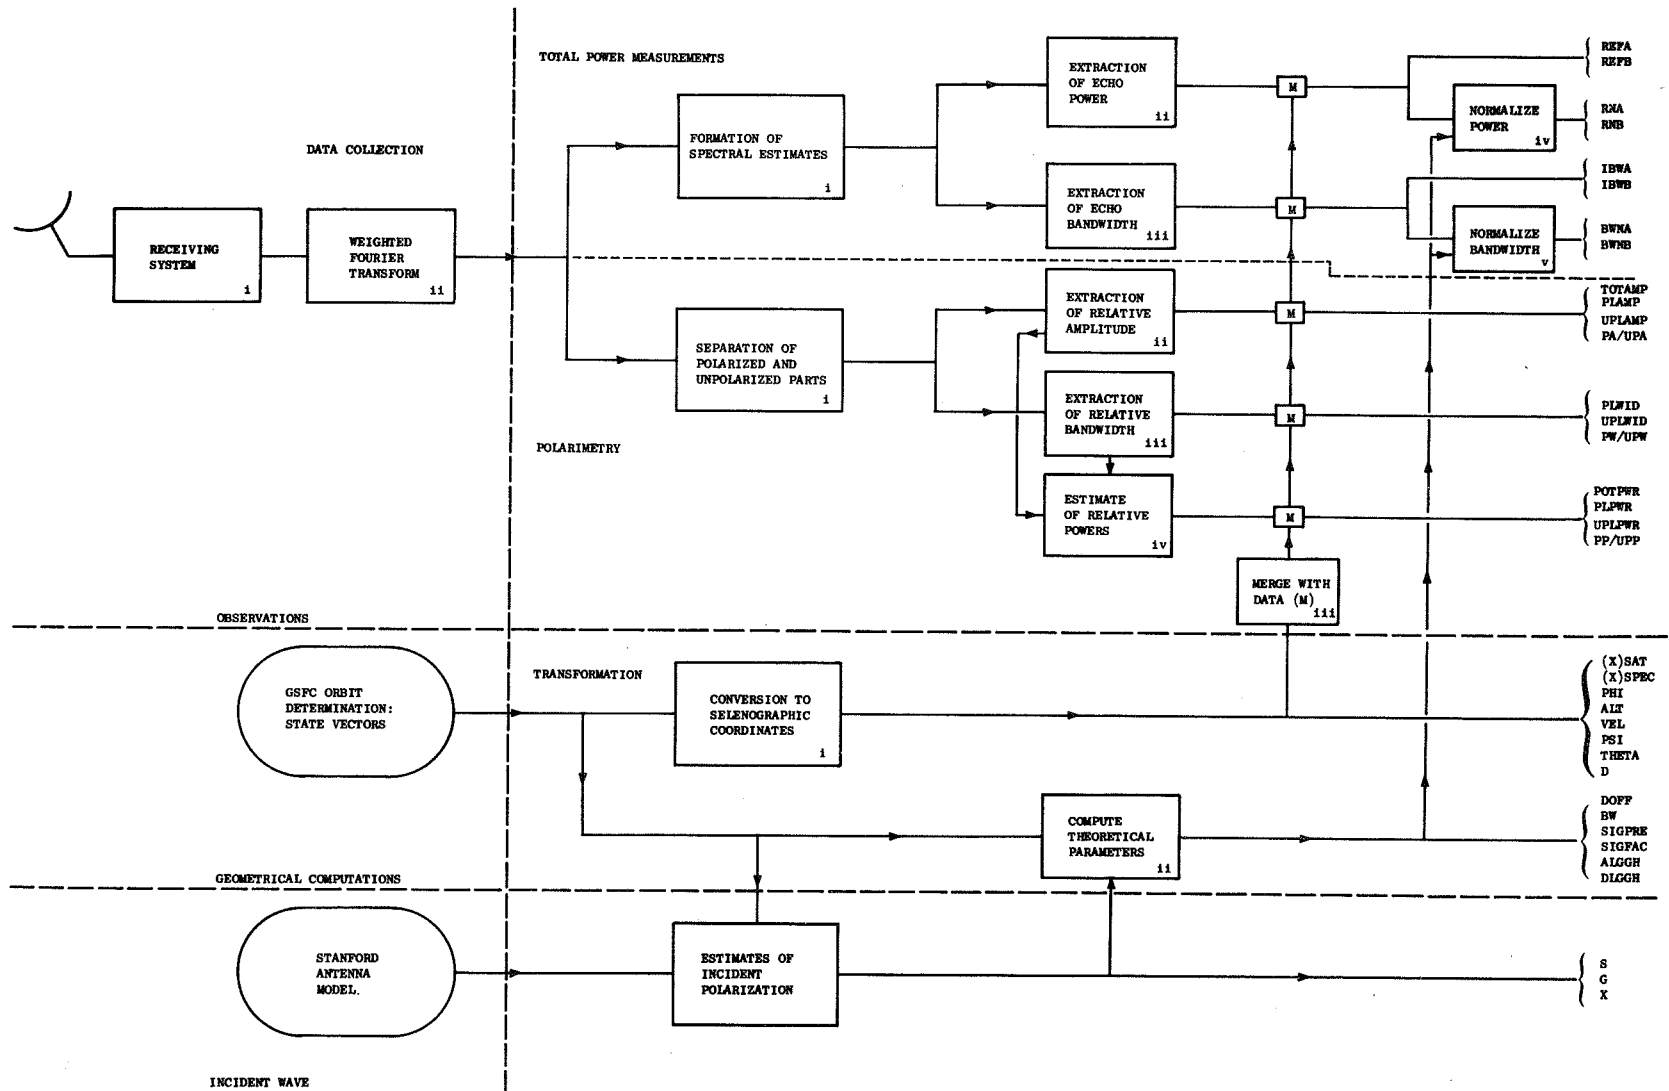 TOTAL POWER MEASUREMENTS
DATA COLLECTION
RECEIVING
SYSTEM
i
WEIGHTED
FOURIER
TRANSFORM
ii
FORMATION OF
SPECTRAL ESTIMATES
i
EXTRACTION
OF ECHO
POWER
ii
EXTRACTION
OF ECHO
BANDWIDTH
iii
M
M
NORMALIZE
POWER
iv
NORMALIZE
BANDWIDTH
v
REFA
REFB
RNA
RNB
IBWA
IBWB
BWNA
BWNB
SEPARATION OF
POLARIZED AND
UNPOLARIZED PARTS
i
EXTRACTION
OF RELATIVE
AMPLITUDE
ii
EXTRACTION
OF RELATIVE
BANDWIDTH
iii
ESTIMATE
OF RELATIVE
POWERS
iv
M
M
M
TOTAMP
PLAMP
UPLAMP
PA/UPA
PLWID
UPLWID
PW/UPW
POTPWR
PLPWR
UPLPWR
PP/UPP
POLARIMETRY
MERGE WITH
DATA (M)
iii
OBSERVATIONS
GSFC ORBIT
DETERMINATION:
STATE VECTORS
TRANSFORMATION
CONVERSION TO
SELENOGRAPHIC
COORDINATES
i
(X)SAT
(X)SPEC
PHI
ALT
VEL
PSI
THETA
D
COMPUTE
THEORETICAL
PARAMETERS
ii
DOFF
BW
SIGPRE
SIGFAC
ALGGH
DLGGH
GEOMETRICAL COMPUTATIONS
STANFORD
ANTENNA
MODEL.
ESTIMATES OF
INCIDENT
POLARIZATION
S
G
X
INCIDENT WAVE